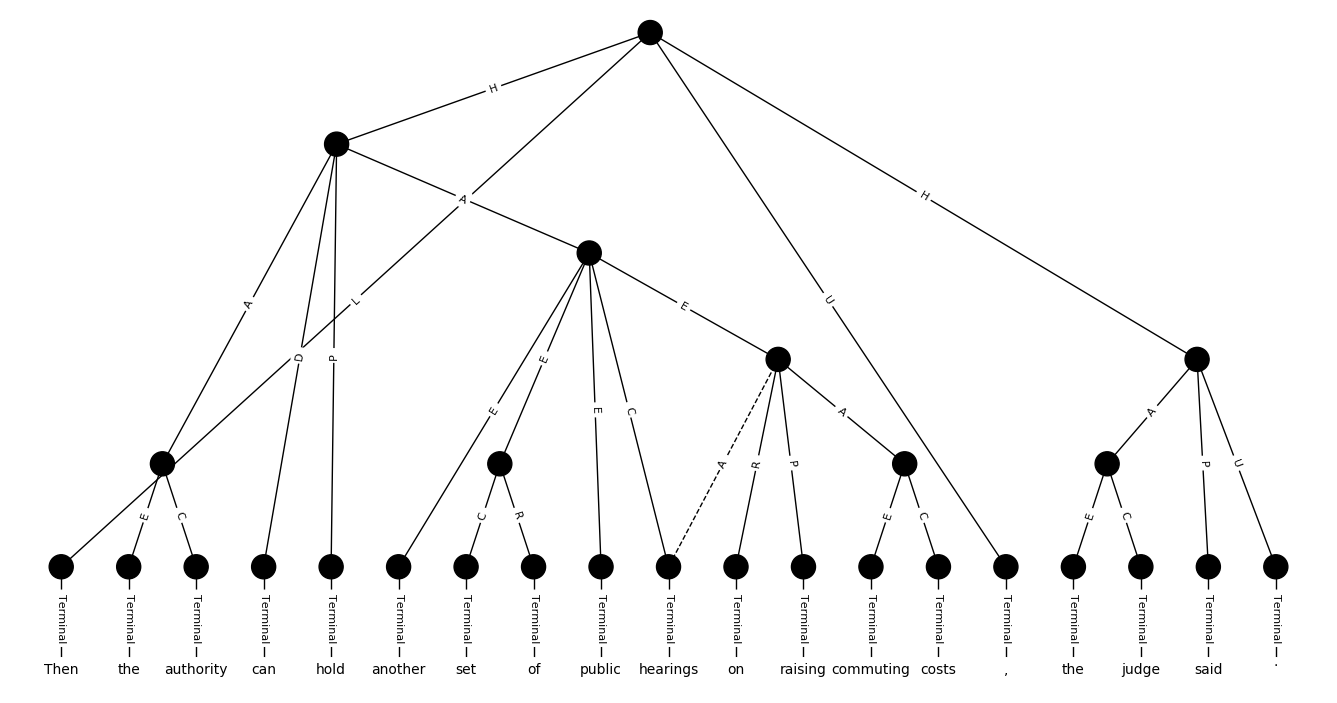 H
A
H
A
L
U
E
D
P
E
E
E
C
A
A
E
C
C
R
A
R
P
E
C
E
C
P
U
Terminal Terminal Terminal Terminal Terminal Terminal Terminal Terminal Terminal Terminal Terminal Terminal Terminal Terminal Terminal Terminal Terminal Terminal Terminal
Then the authority can hold another set of public hearings on raising commuting costs , the judge said .